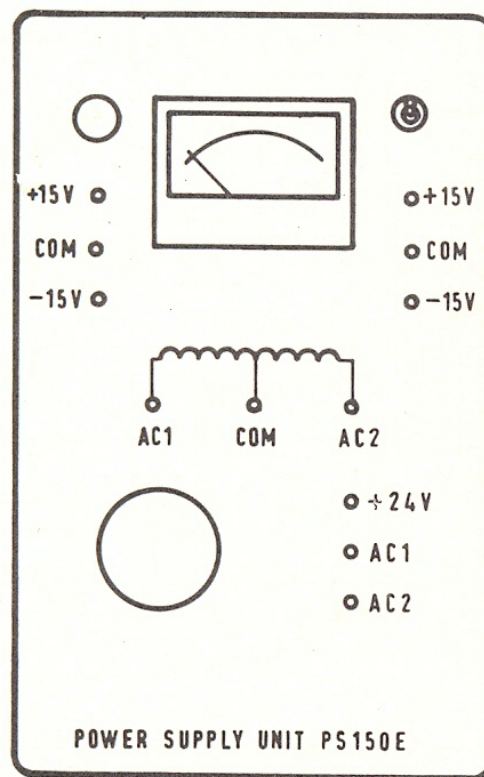 +15V +15V
COM COM
-15V -15V
AC1 COM AC2
+24V
AC1
AC2
POWER SUPPLY UNIT PS150E